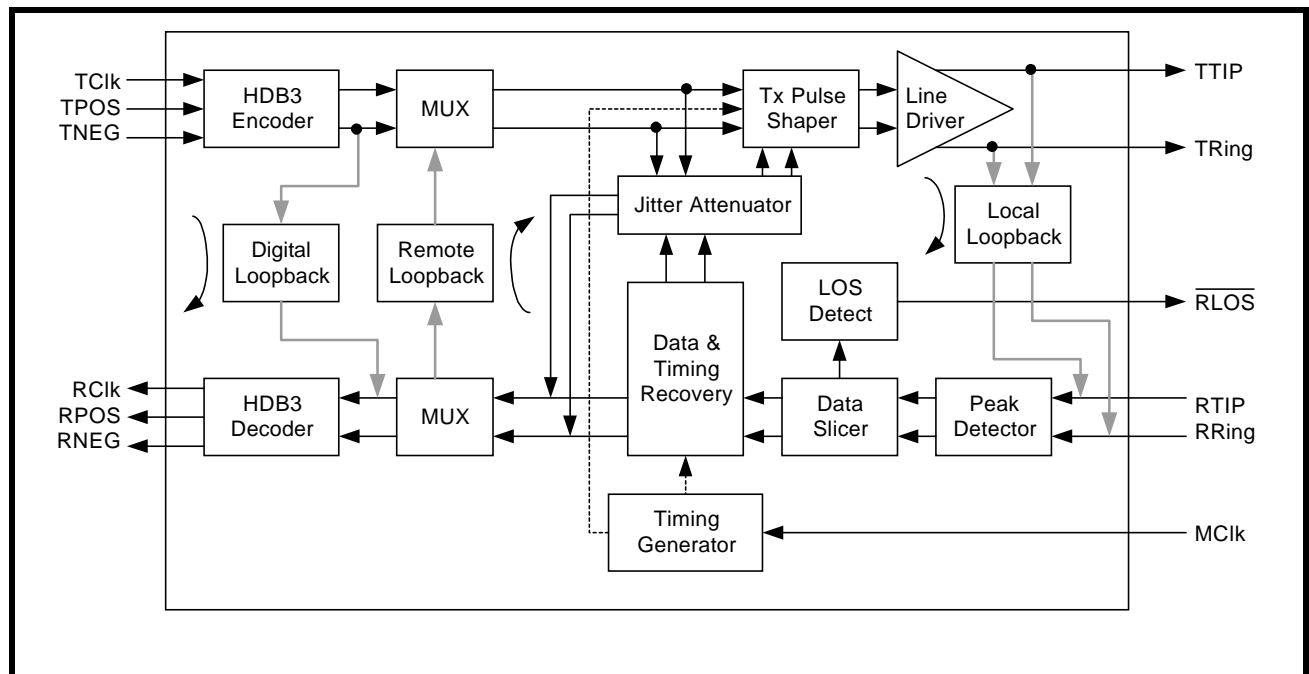 TClk
TPOS
TNEG
HDB3
Encoder
MUX
Tx Pulse
Shaper
Line
Driver
TTIP
TRing
Jitter Attenuator
Digital
Loopback
Remote
Loopback
Local
Loopback
LOS
Detect
RLOS
Data &
Timing
Recovery
RClk
RPOS
RNEG
HDB3
Decoder
MUX
Data
Slicer
Peak
Detector
RTIP
RRing
Timing
Generator
MClk